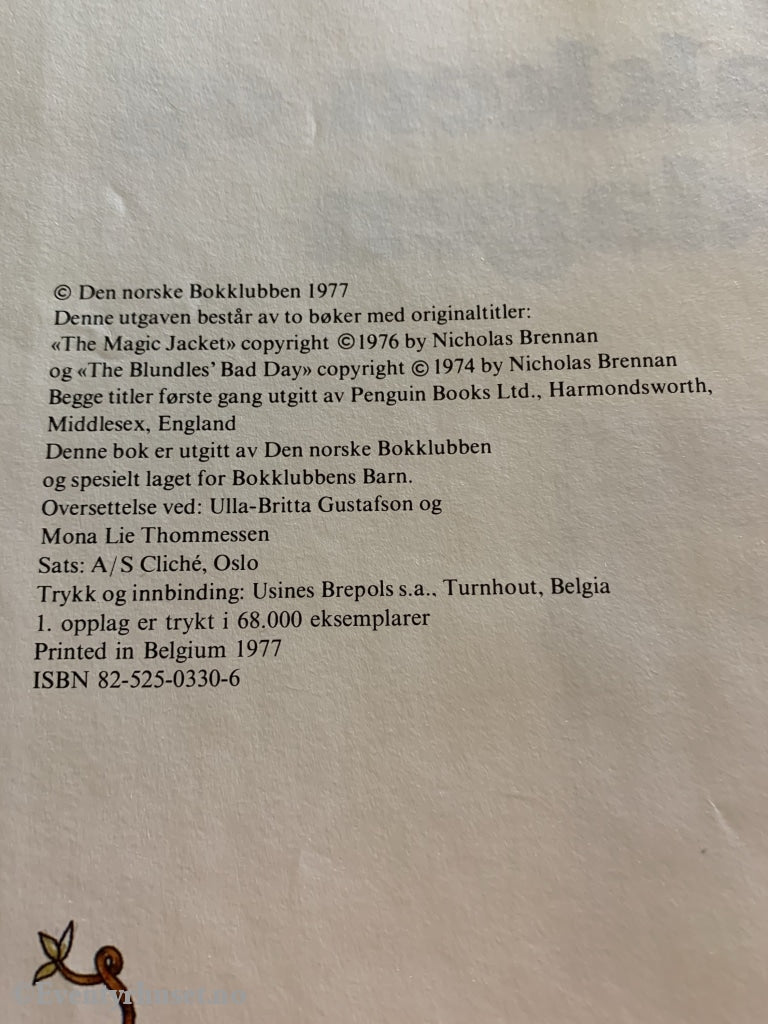 © Den norske Bokklubben 1977
Denne utgaven består av to bøker med originaltitler:
«The Magic Jacket» copyright ©1976 by Nicholas Brennan
og «The Blundles' Bad Day» copyright © 1974 by Nicholas Brennan
Begge titler første gang utgitt av Penguin Books Ltd., Harmondsworth,
Middlesex, England
Denne bok er utgitt av Den norske Bokklubben
og spesielt laget for Bokklubbens Barn.
Oversettelse ved: Ulla-Britta Gustafson og
Mona Lie Thommessen
Sats: A/S Cliché, Oslo
Trykk og innbinding: Usines Brepols s.a.. Turnhout, Belgia
1. opplag er trykt i 68.000 eksemplarer
Printed in Belgium 1977
ISBN 82-525-0330-6